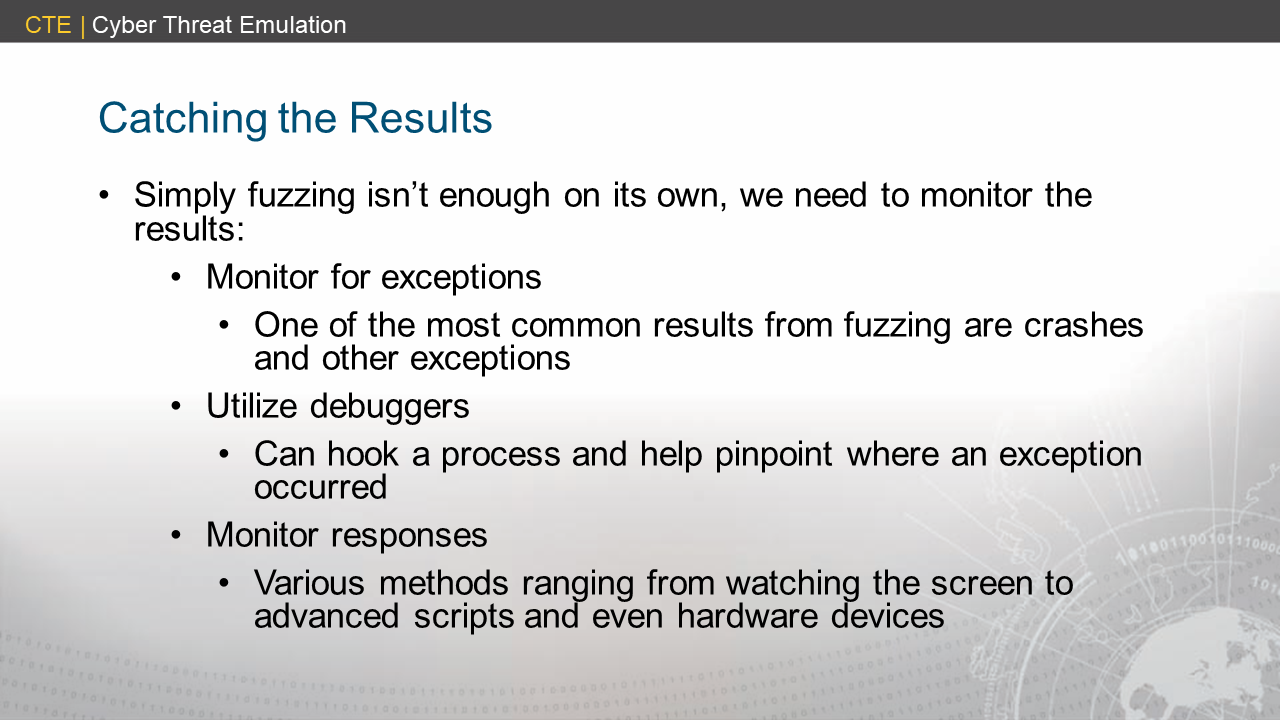 CTE | Cyber Threat Emulation
Catching the Results
• Simply fuzzing isn’t enough on its own, we need to monitor the
results:
• Monitor for exceptions
• One of the most common results from fuzzing are crashes
and other exceptions
• Utilize debuggers
• Can hook a process and help pinpoint where an exception
occurred
• Monitor responses
• Various methods ranging from watching the screen to
advanced scripts and even hardware devices